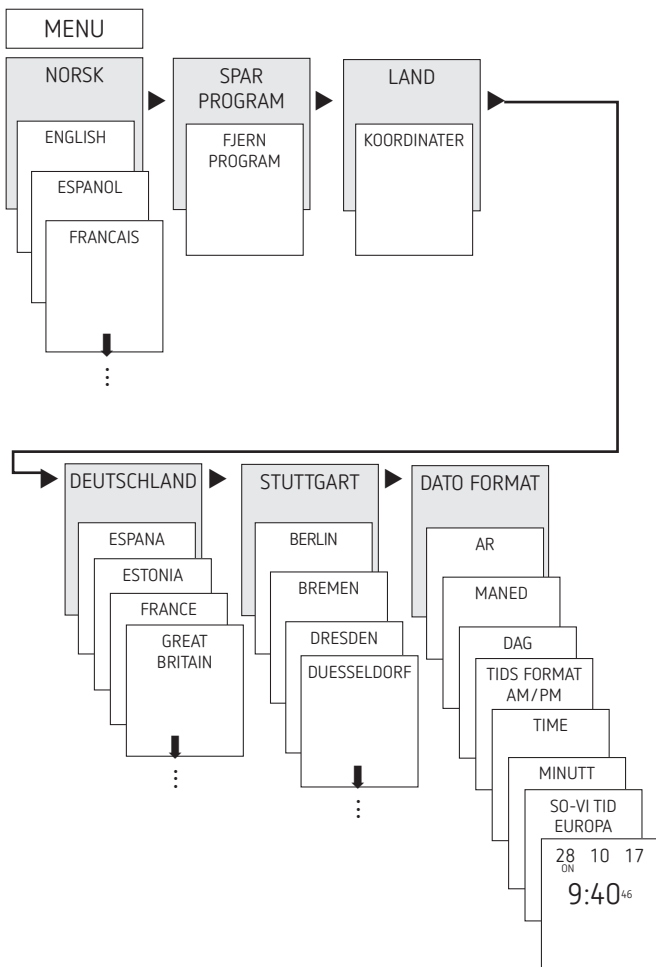 MENU
NORSK
ENGLISH
ESPANOL
FRANCAIS
SPAR
PROGRAM
FJERN
PROGRAM
LAND
KOORDINATER
DEUTSCHLAND
ESPANA
ESTONIA
FRANCE
GREAT
BRITAIN
STUTTGART
BERLIN
BREMEN
DRESDEN
DUESSELDORF
DATO FORMAT
AR
MANED
DAG
TIDS FORMAT
AM/PM
TIME
MINUTT
SO-VI TID
EUROPA
28 10 17
ON
9:40 46